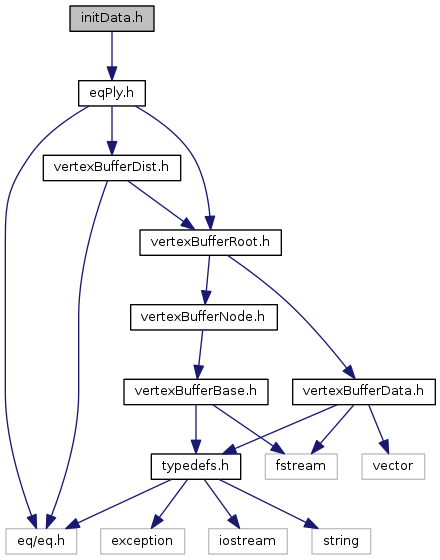 initData.h
eqPly.h
vertexBufferDist.h
vertexBufferRoot.h
vertexBufferNode.h
vertexBufferBase.h
vertexBufferData.h
typedefs.h
fstream
vector
eq/eq.h
exception
iostream
string